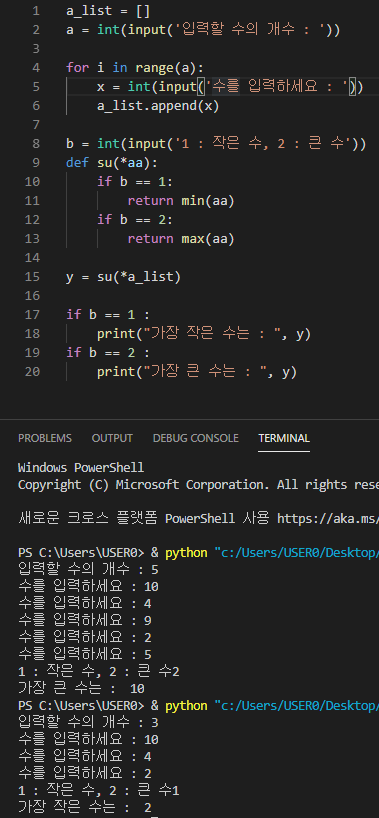 1 a_list = []
2 a = int(input('입력할 수의 개수 : '))
3
4 for i in range(a):
5 x = int(input('수를 입력하세요 : '))
6 a_list.append(x)
7
8 b = int(input('1 : 작은 수, 2 : 큰 수'))
9 def su(*aa):
10 if b == 1:
11 return min(aa)
12 if b == 2:
13 return max(aa)
14
15 y = su(*a_list)
16
17 if b == 1 :
18 print("가장 작은 수는 : ", y)
19 if b == 2 :
20 print("가장 큰 수는 : ", y)
PROBLEMS OUTPUT DEBUG CONSOLE TERMINAL
Windows PowerShell
Copyright (C) Microsoft Corporation. All rights rese
새로운 크로스 플랫폼 PowerShell 사용 https://aka.ms/
PS C:\Users\USER0> & python "c:/Users/USER0/Desktop/
입력할 수의 개수 : 5
수를 입력하세요 : 10
수를 입력하세요 : 4
수를 입력하세요 : 9
수를 입력하세요 : 2
수를 입력하세요 : 5
1 : 작은 수, 2 : 큰 수2
가장 큰 수는 :  10
PS C:\Users\USER0> & python "c:/Users/USER0/Desktop/
입력할 수의 개수 : 3
수를 입력하세요 : 10
수를 입력하세요 : 4
수를 입력하세요 : 2
1 : 작은 수, 2 : 큰 수1
가장 작은 수는 :  2